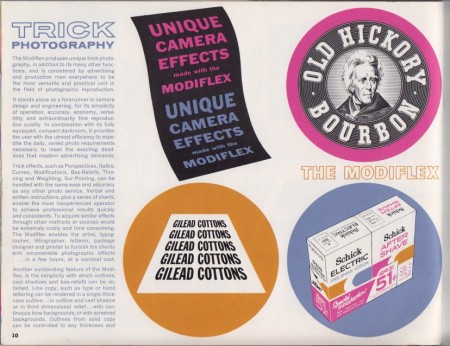 TRICK
PHOTOGRAPHY
The Modiflex produces unique trick photo-
graphy, in addition to its many other func-
tions, and is considered by advertising
and production men everywhere to be
the most versatile and practical unit in
the field of photographic reproduction.
It stands alone as a forerunner in camera
design and engineering, for its simplicity
of operation, accuracy, economy, versa-
tility and extraordinarily fine reproduc-
tion quality. In combination with its fully
equipped, compact darkroom, it provides
the user with the utmost efficiency to expe-
dite the daily, varied photo requirements
necessary to meet the exacting dead-
lines that modern advertising demands.
Trick effects, such as Perspectives, Italics,
Curves, Modifications, Bas-Reliefs, Thin-
ning and Weighting, Sur-Printing, can be
handled with the same ease and adjustacy
as any other photo service. Verbal and
written instructions, plus a series of charts,
enable the most inexperienced operator
to achieve professional results quickly
and consistently. To acquire similar effects
through other methods or sources would
be extremely costly and time consuming.
The Modiflex enables the artist, typog-
rapher, lithographer, letterer, package
designer and printer to furnish his clients
with innumerable photographic effects
... in a few hours, at a nominal cost.
Another outstanding feature of the Modi-
flex, is the simplicity with which outlines,
cast shadows and bas-reliefs can be ob-
tained. Line copy, such as type or hand
lettering can be rendered in a single thick-
ness outline...in outline and cast shadow
or in third dimensional relief...with con-
tinuous tone backgrounds, or with screened
backgrounds. Outlines from solid copy
can be controlled to any thickness and
10
UNIQUE
CAMERA
EFFECTS
made with the
MODIFLEX
UNIQUE
CAMERA
EFFECTS
made with the
MODIFLEX
OLD HICKORY
BOURBON
THE MODIFLEX
GILEAD COTTONS
GILEAD COTTONS
GILEAD COTTONS
GILEAD COTTONS
GILEAD COTTONS
Schick
ELECTRIC
PRE-SHAVE LOTION
Schick
AFTER
SHAVE
Special
Introductory
51¢